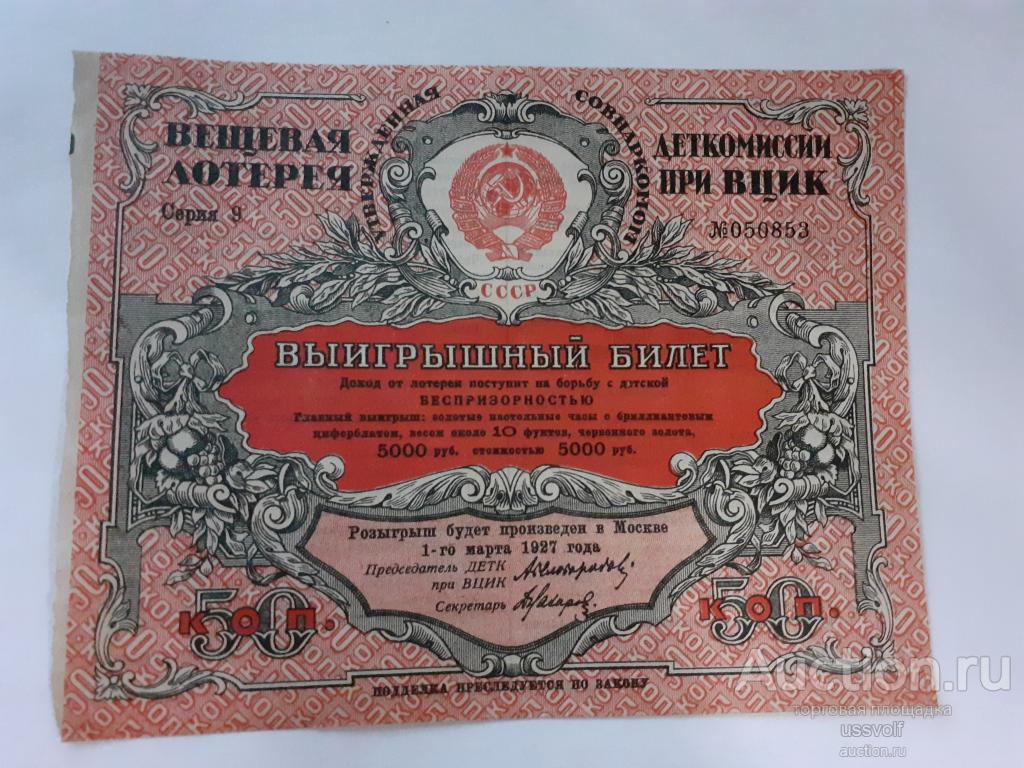 ВЕЩЕВАЯ
ЛОТЕРЕЯ
Серия 9
УТВЕРЖДЕННАЯ СОВНАРКОМОМ
ДЕТКОМИССИИ
ПРИ ВЦИК
№050853
СССР
ВЫИГРЫШНЫЙ БИЛЕТ
Доход от лотереи поступит на борьбу с детской
БЕСПРИЗОРНОСТЬЮ
Главный выигрыш: золотые настольные часы с бриллиантовым
циферблатом, весом около 10 фунтов, червонного золота,
5000 руб. стоимостью 5000 руб.
Розыгрыш будет произведен в Москве
1-го марта 1927 года
Председатель ДЕТК
при ВЦИК
Секретарь
50 КОП.
50 КОП.
ПОДДЕЛКА ПРЕСЛЕДУЕТСЯ ПО ЗАКОНУ
Auction.ru
торговая площадка
ussvolf
auction.ru